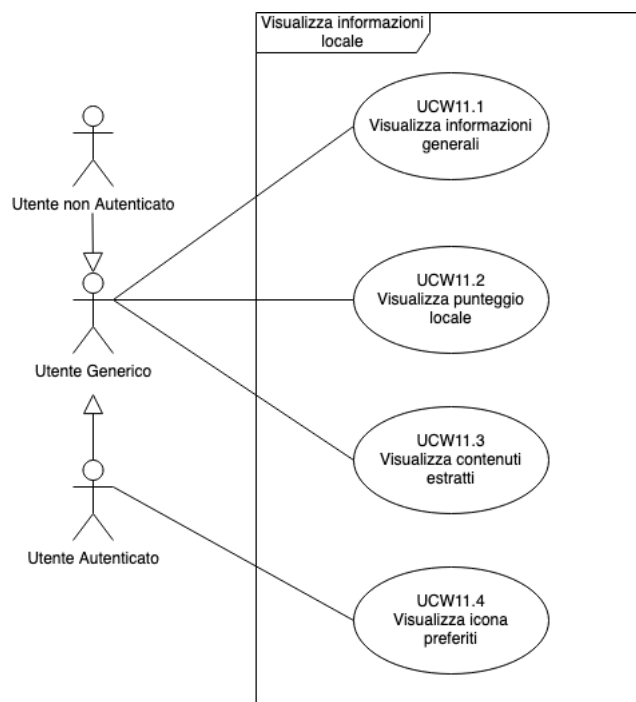 Visualizza informazioni
locale
UCW11.1
Visualizza informazioni
generali
Utente non Autenticato
UCW11.2
Visualizza punteggio
locale
Utente Generico
UCW11.3
Visualizza contenuti
estratti
Utente Autenticato
UCW11.4
Visualizza icona
preferiti